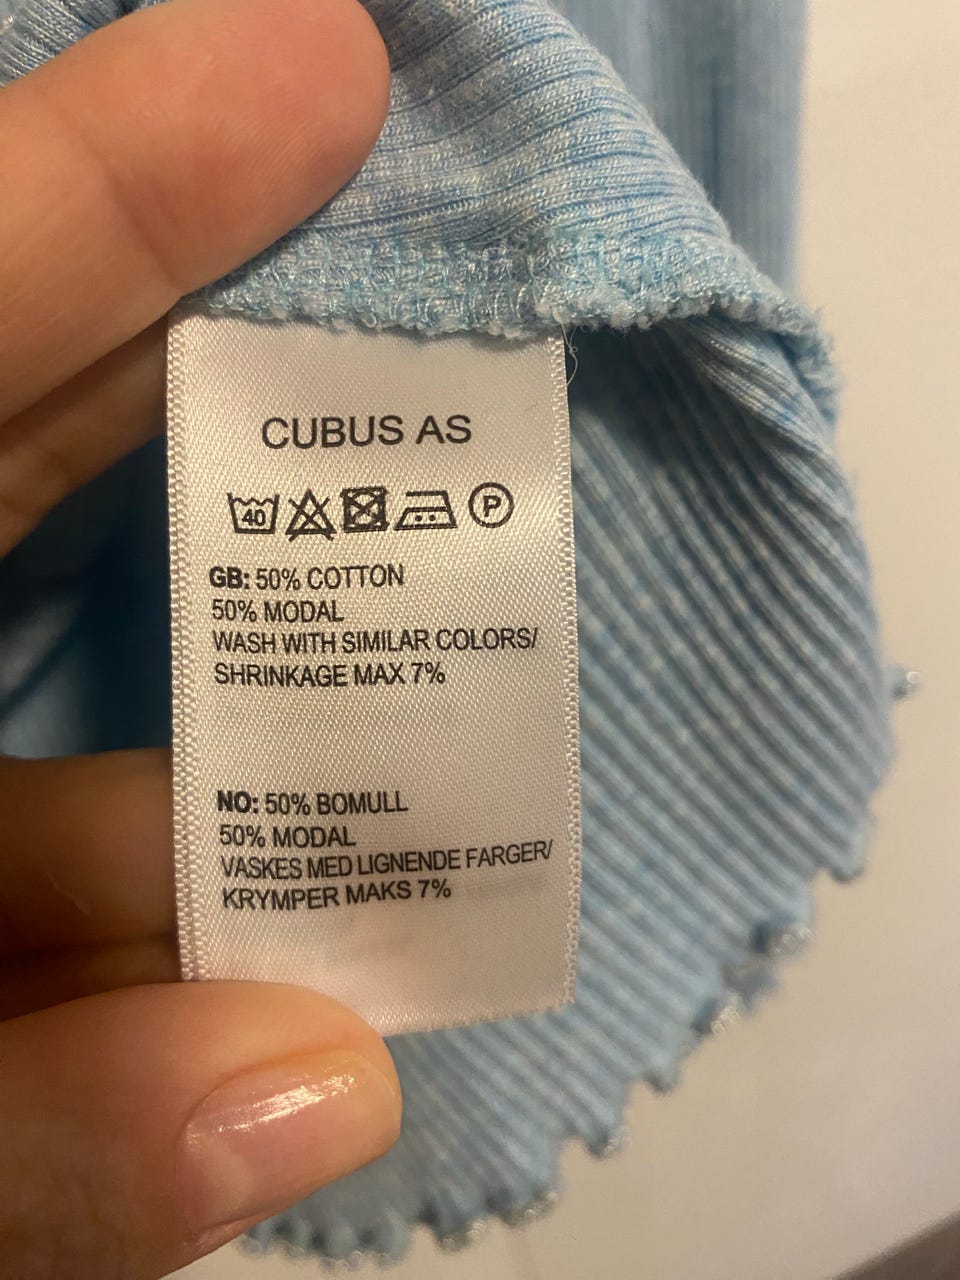 CUBUS AS
40 P
GB: 50% COTTON
50% MODAL
WASH WITH SIMILAR COLORS/
SHRINKAGE MAX 7%
NO: 50% BOMULL
50% MODAL
VASKES MED LIGNENDE FARGER/
KRYMPER MAKS 7%